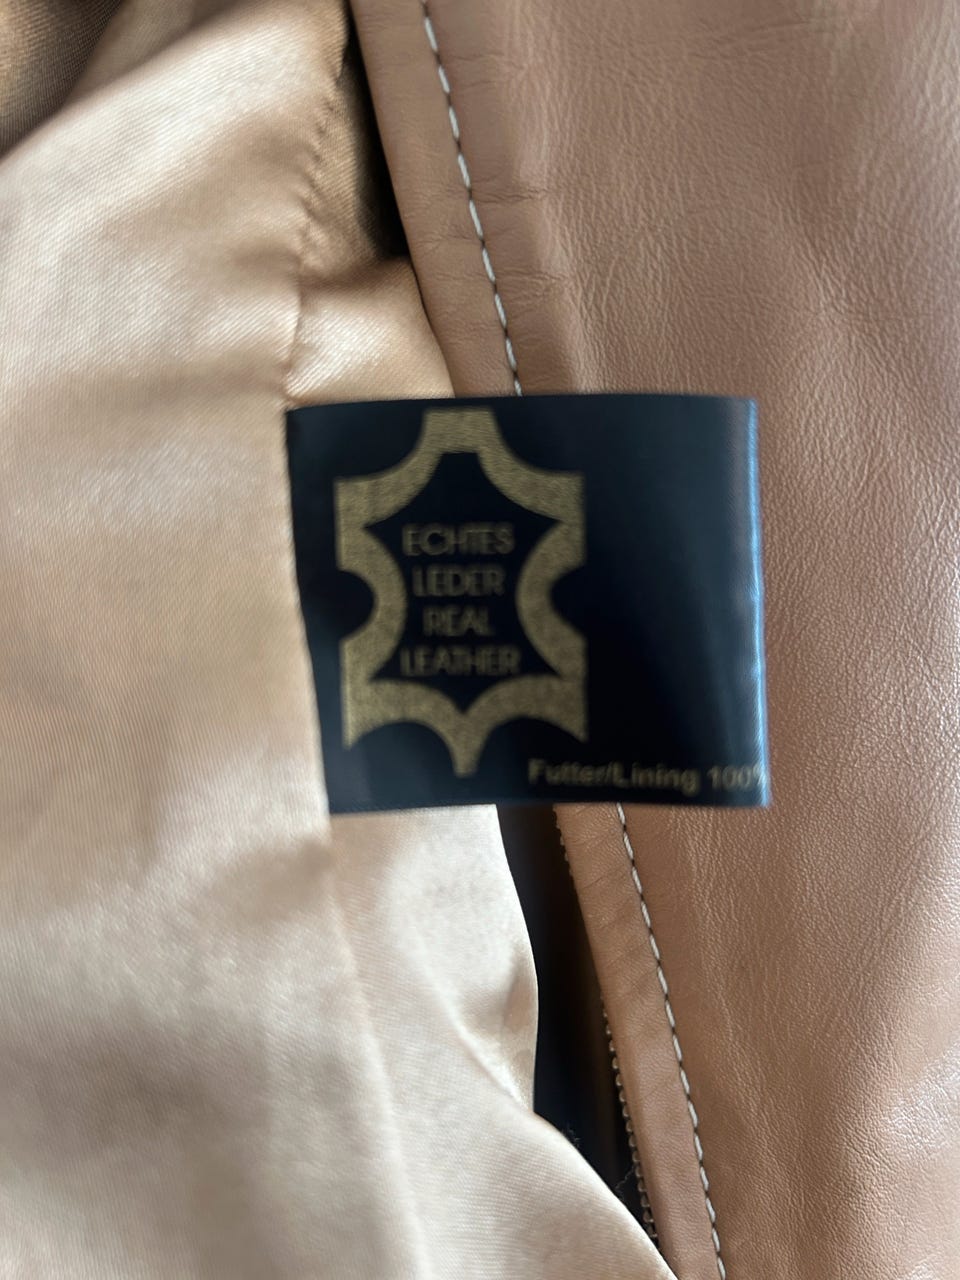 ECHTES
LEDER
REAL
LEATHER
Futter/Lining 100%